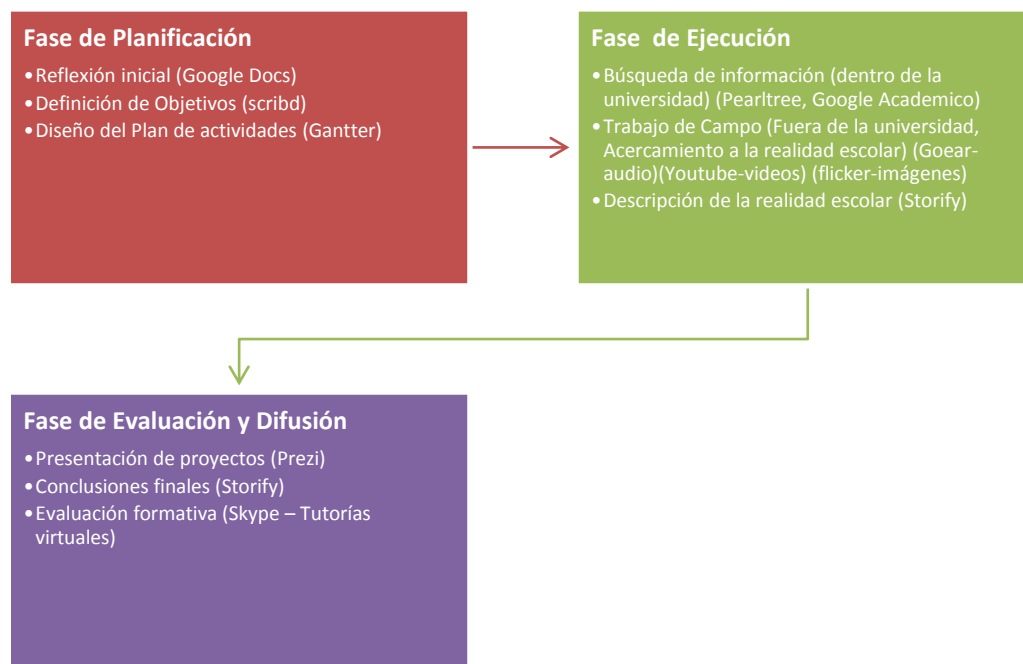 Fase de Planificación
•Reflexión inicial (Google Docs)
•Definición de Objetivos (scribd)
•Diseño del Plan de actividades (Gantter)
Fase  de Ejecución
•Búsqueda de información (dentro de la
universidad) (Pearltree, Google Academico)
•Trabajo de Campo (Fuera de la universidad,
Acercamiento a la realidad escolar) (Goear-
audio)(Youtube-videos) (flicker-imágenes)
•Descripción de la realidad escolar (Storify)
Fase de Evaluación y Difusión
•Presentación de proyectos (Prezi)
•Conclusiones finales (Storify)
•Evaluación formativa (Skype – Tutorías
virtuales)